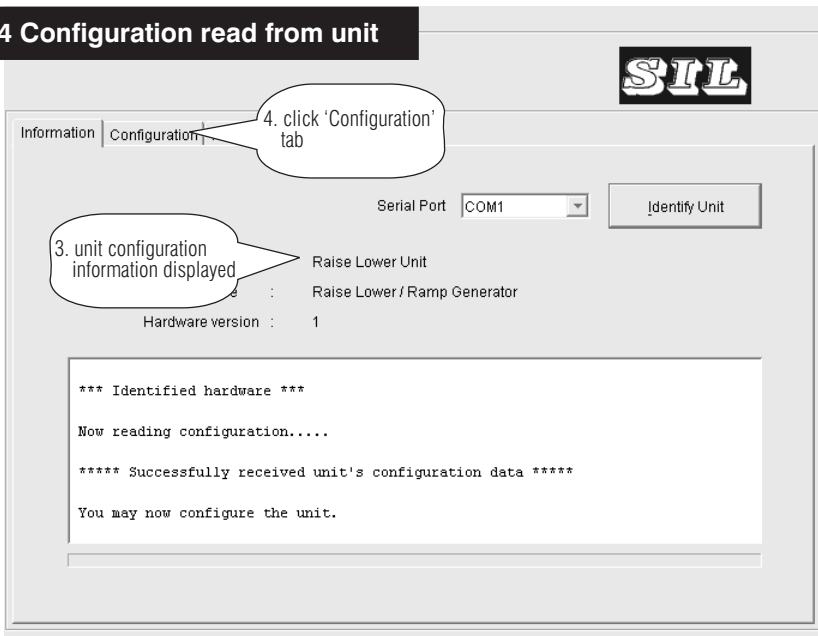 4 Configuration read from unit
SIL
Information Configuration
4. click ‘Configuration’
tab
Serial Port COM1 Identify Unit
3. unit configuration
information displayed
Raise Lower Unit
: Raise Lower / Ramp Generator
Hardware version : 1
*** Identified hardware ***
Now reading configuration.....
***** Successfully received unit's configuration data *****
You may now configure the unit.